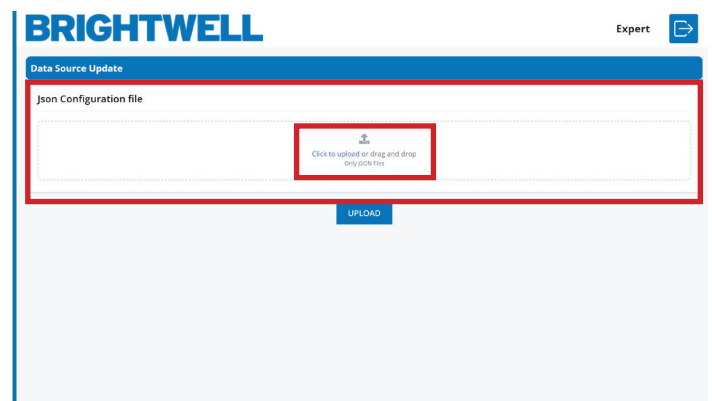 BRIGHTWELL
Expert
Data Source Update
Json Configuration file
Click to upload or drag and drop
Only JSON files
UPLOAD